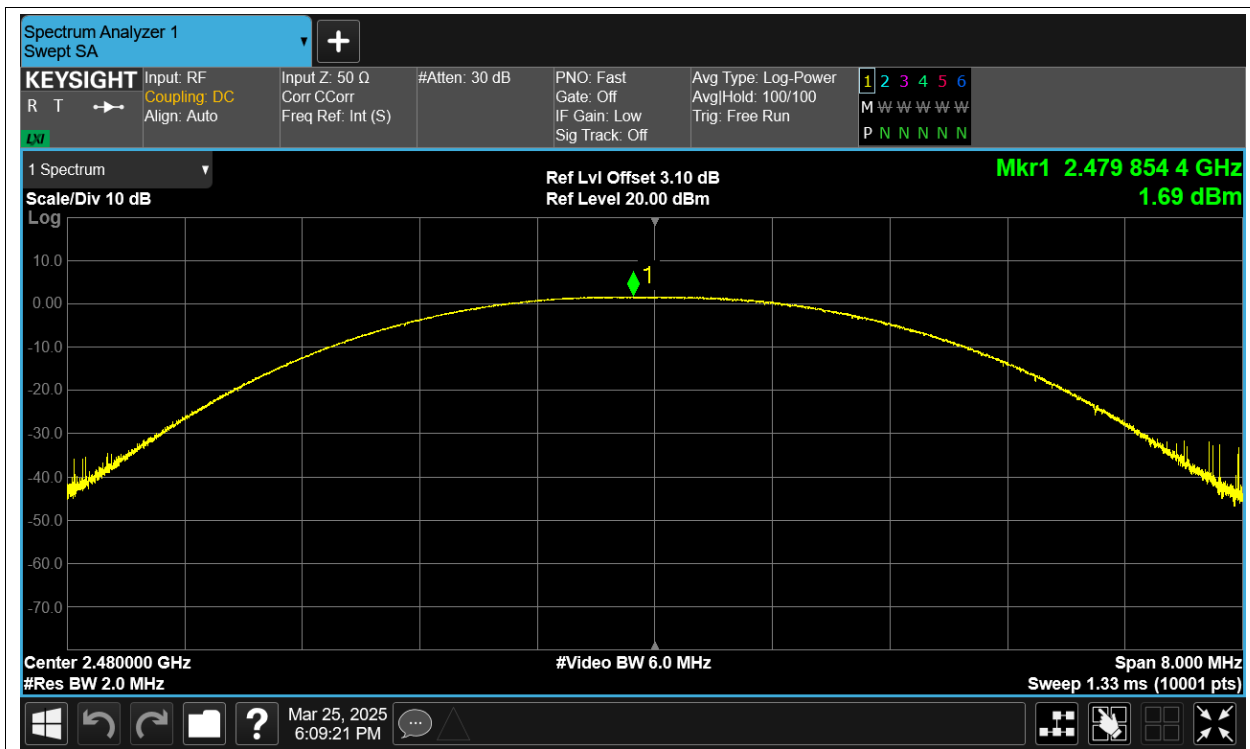 Spectrum Analyzer 1
Swept SA
+
KEYSIGHT
R T
LXI
Input: RF
Coupling: DC
Align: Auto
Input Z: 50 Ω
Corr CCorr
Freq Ref: Int (S)
#Atten: 30 dB
PNO: Fast
Gate: Off
IF Gain: Low
Sig Track: Off
Avg Type: Log-Power
Avg|Hold: 100/100
Trig: Free Run
1 2 3 4 5 6
M W W W W W
P N N N N N
1 Spectrum
Scale/Div 10 dB
Log
Ref Lvl Offset 3.10 dB
Ref Level 20.00 dBm
Mkr1 2.479 854 4 GHz
1.69 dBm
10.0
0.00
-10.0
-20.0
-30.0
-40.0
-50.0
-60.0
-70.0
1
Center 2.480000 GHz
#Res BW 2.0 MHz
#Video BW 6.0 MHz
Span 8.000 MHz
Sweep 1.33 ms (10001 pts)
?
Mar 25, 2025
6:09:21 PM